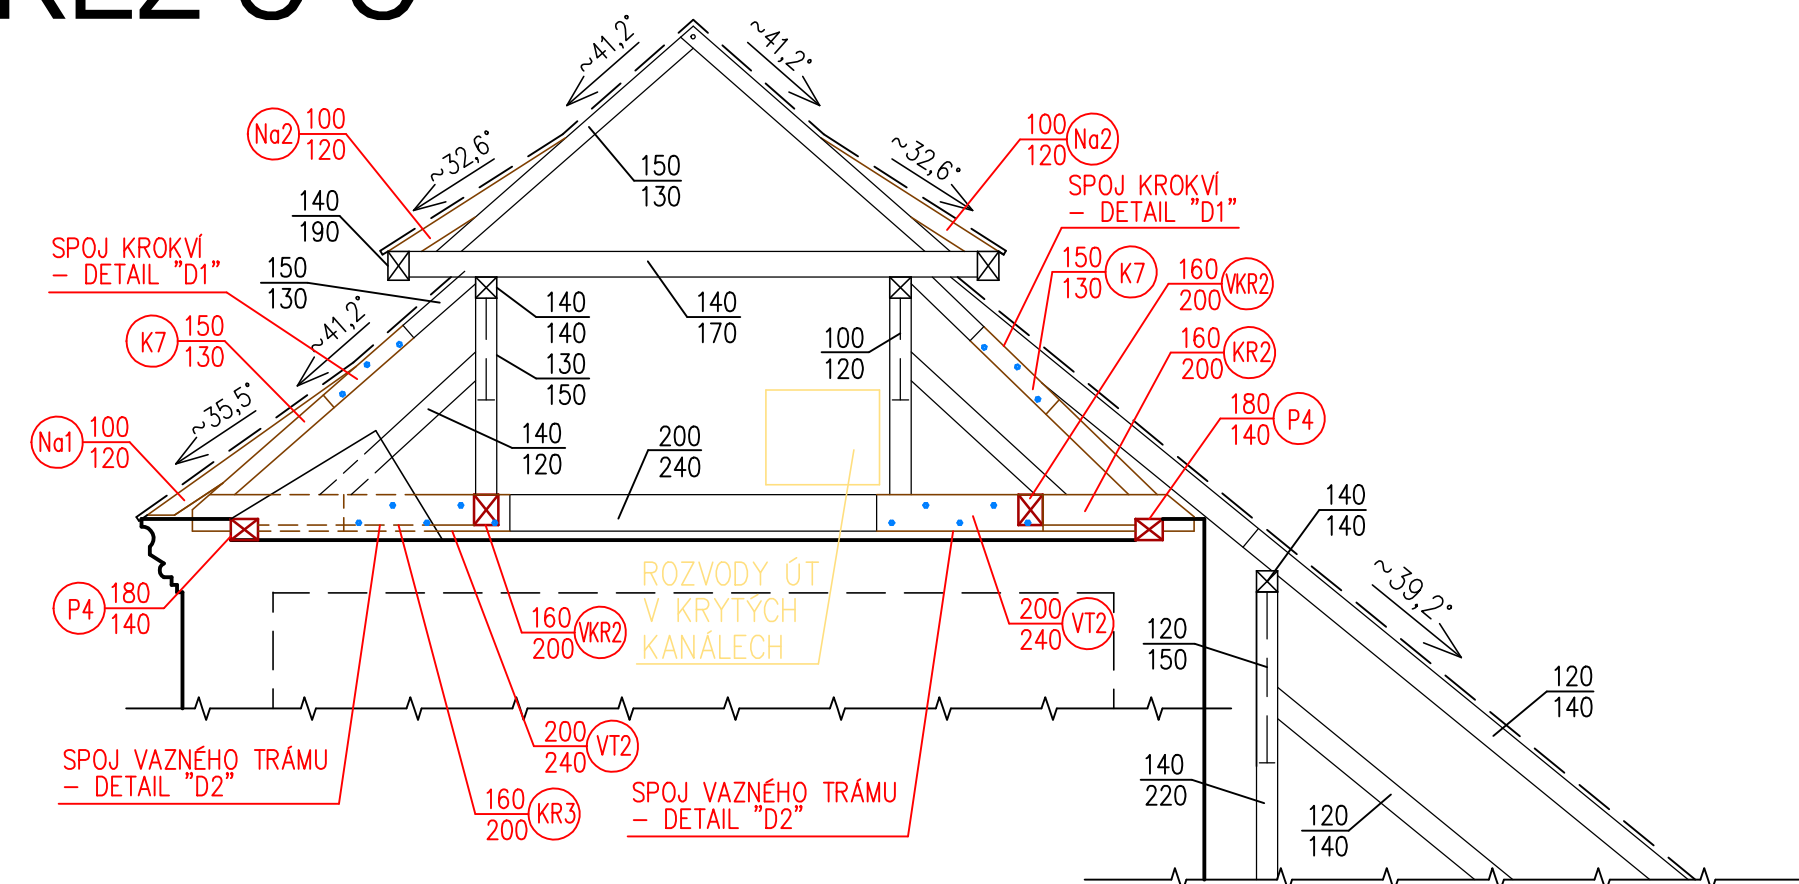 ~41,2°
~41,2°
Na2 100
120
100 Na2
120
~32,6°
~32,6°
150
130
SPOJ KROKVÍ
– DETAIL "D1"
140
190
SPOJ KROKVÍ
– DETAIL "D1"
150
130
150 K7
130
160 VKR2
200
140
140
140
170
~41,2°
K7 150
130
100
120
160 KR2
200
130
150
~35,5°
180 P4
140
Na1 100
120
140
120
200
240
140
140
ROZVODY ÚT
V KRYTÝCH
KANÁLECH
~39,2°
P4 180
140
160 VKR2
200
200 VT2
240
120
150
120
140
SPOJ VAZNÉHO TRÁMU
– DETAIL "D2"
200 VT2
240
140
220
160 KR3
200
SPOJ VAZNÉHO TRÁMU
– DETAIL "D2"
120
140